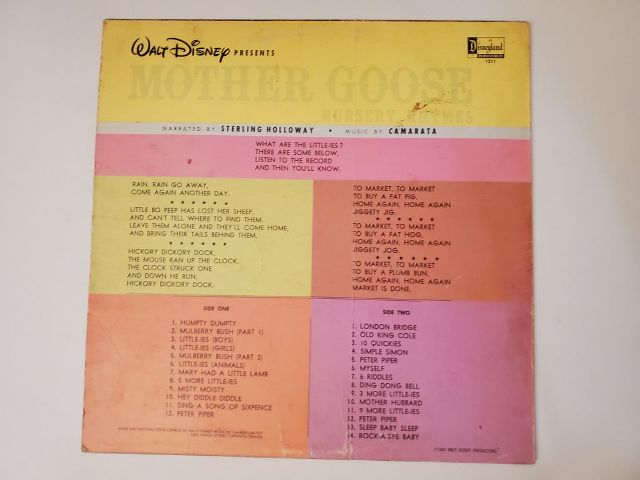 WALT DISNEY PRESENTS
Disneyland
MOTHER GOOSE
NURSERY RHYMES
NARRATED BY STERLING HOLLOWAY • MUSIC BY CAMARATA
WHAT ARE THE LITTLE-IES?
THERE ARE SOME BELOW,
LISTEN TO THE RECORD
AND THEN YOU'LL KNOW.
RAIN, RAIN GO AWAY,
COME AGAIN ANOTHER DAY.
★ ★ ★ ★ ★ ★
LITTLE BO PEEP HAS LOST HER SHEEP,
AND CAN'T TELL WHERE TO FIND THEM.
LEAVE THEM ALONE AND THEY'LL COME HOME,
AND BRING THEIR TAILS BEHIND THEM.
★ ★ ★ ★ ★ ★
HICKORY DICKORY DOCK,
THE MOUSE RAN UP THE CLOCK.
THE CLOCK STRUCK ONE
AND DOWN HE RUN,
HICKORY DICKORY DOCK.
TO MARKET, TO MARKET
TO BUY A FAT PIG,
HOME AGAIN, HOME AGAIN
JIGGETY JIG.
★ ★ ★ ★ ★ ★
TO MARKET, TO MARKET
TO BUY A FAT HOG,
HOME AGAIN, HOME AGAIN
JIGGETY JOG.
★ ★ ★ ★ ★ ★
TO MARKET, TO MARKET
TO BUY A PLUMB BUN,
HOME AGAIN, HOME AGAIN
MARKET IS DONE.
SIDE ONE
1. HUMPTY DUMPTY
2. MULBERRY BUSH (PART 1)
3. LITTLE-IES (BOYS)
4. LITTLE-IES (GIRLS)
5. MULBERRY BUSH (PART 2)
6. LITTLE-IES (ANIMALS)
7. MARY HAD A LITTLE LAMB
8. 5 MORE LITTLE-IES
9. MISTY MOISTY
10. HEY DIDDLE DIDDLE
11. SING A SONG OF SIXPENCE
12. PETER PIPER
SIDE TWO
1. LONDON BRIDGE
2. OLD KING COLE
3. 10 QUICKIES
4. SIMPLE SIMON
5. PETER PIPER
6. MYSELF
7. 6 RIDDLES
8. DING DONG BELL
9. 3 MORE LITTLE-IES
10. MOTHER HUBBARD
11. 9 MORE LITTLE-IES
12. PETER PIPER
13. SLEEP BABY SLEEP
14. ROCK-A-BYE BABY
WALT DISNEY PRODUCTIONS